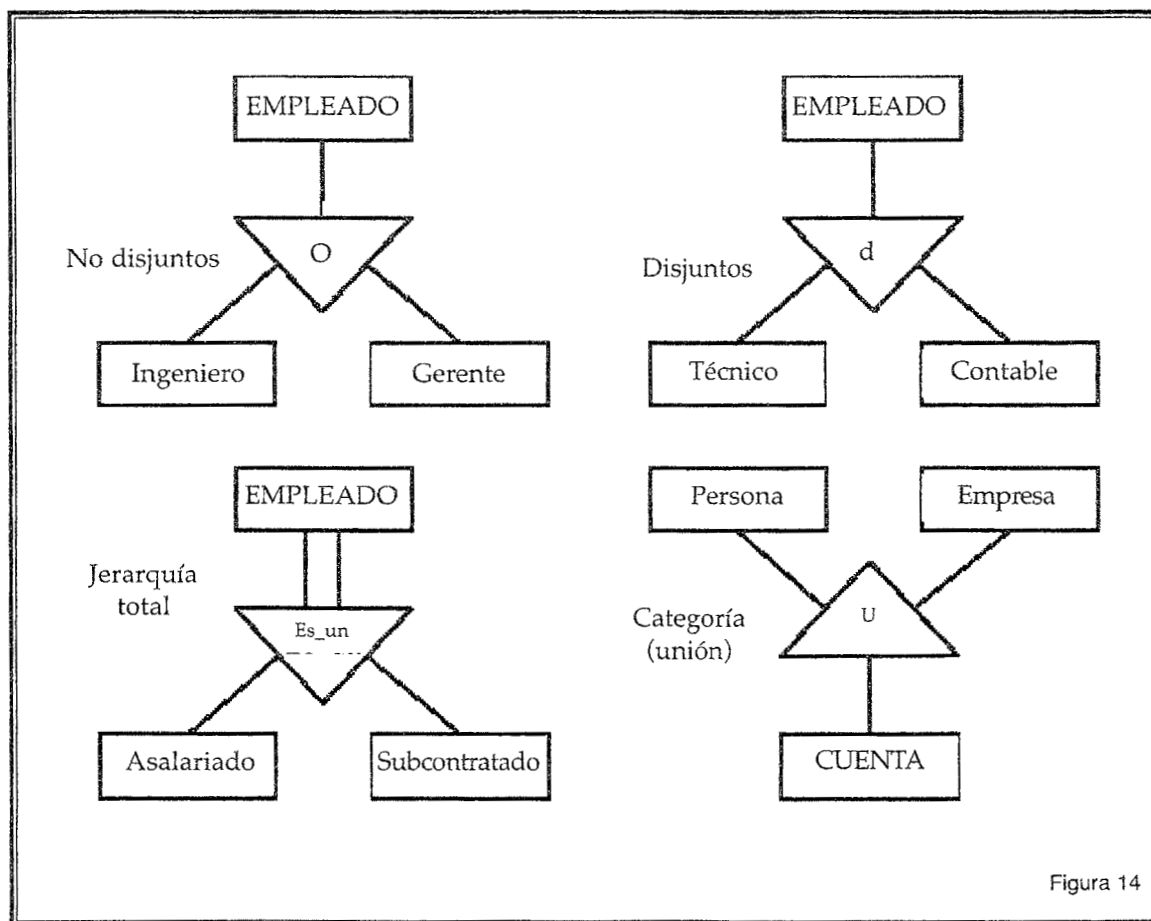 EMPLEADO
No disjuntos
O
Ingeniero
Gerente
EMPLEADO
Disjuntos
d
Técnico
Contable
EMPLEADO
Jerarquía
total
Es_un
Asalariado
Subcontratado
Persona
Empresa
Categoría
(unión)
U
CUENTA
Figura 14